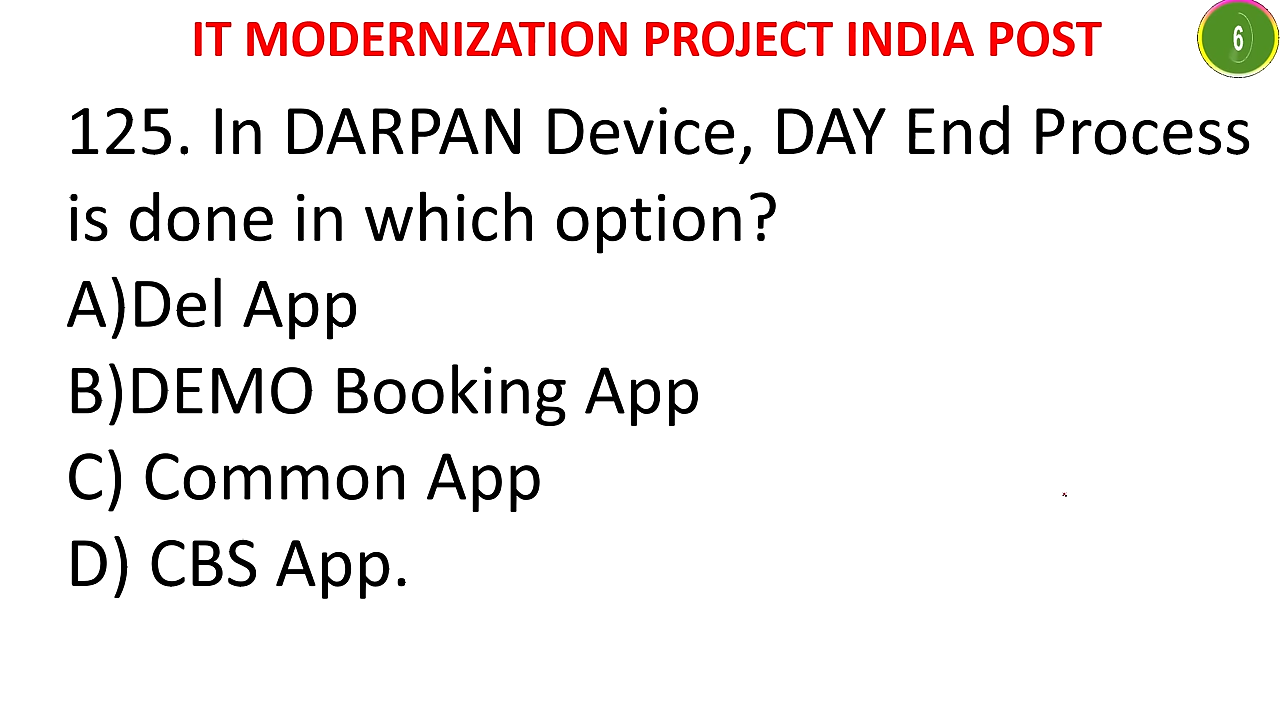 IT MODERNIZATION PROJECT INDIA POST
6
125. In DARPAN Device, DAY End Process
is done in which option?
A)Del App
B)DEMO Booking App
C) Common App
D) CBS App.